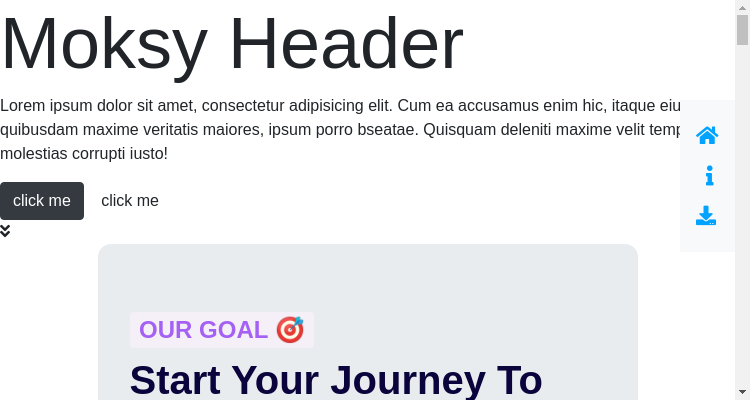 Moksy Header
Lorem ipsum dolor sit amet, consectetur adipisicing elit. Cum ea accusamus enim hic, itaque eiu
quibusdam maxime veritatis maiores, ipsum porro bseatae. Quisquam deleniti maxime velit temp
molestias corrupti iusto!
click me click me
OUR GOAL 🎯
Start Your Journey To